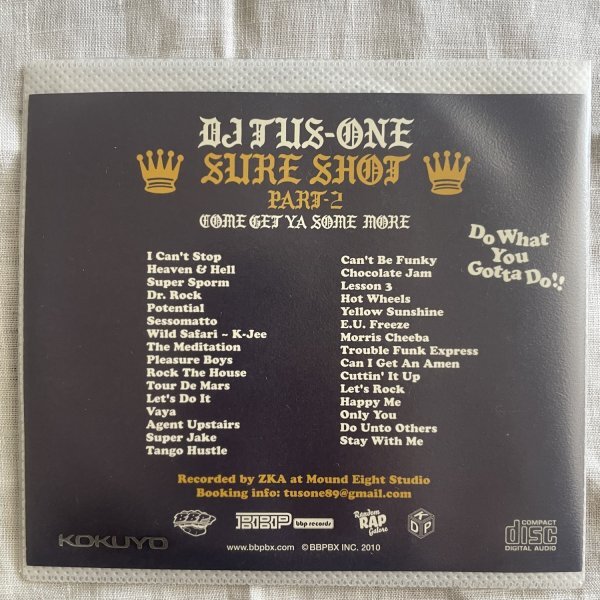 DJ TUS-ONE
SURE SHOT
PART-2
COME GET YA SOME MORE
Do What
You
Gotta Do!!
I Can't Stop
Heaven & Hell
Super Sporm
Dr. Rock
Potential
Sessomatto
Wild Safari ~ K-Jee
The Meditation
Pleasure Boys
Rock The House
Tour De Mars
Let's Do It
Vaya
Agent Upstairs
Super Jake
Tango Hustle
Can't Be Funky
Chocolate Jam
Lesson 3
Hot Wheels
Yellow Sunshine
E.U. Freeze
Morris Cheeba
Trouble Funk Express
Can I Get An Amen
Cuttin' It Up
Let's Rock
Happy Me
Only You
Do Unto Others
Stay With Me
Recorded by ZKA at Mound Eight Studio
Booking info: tusone89@gmail.com
BBP
bbp records
Random
RAP
Galore
KDP
KOKUYO
www.bbpbx.com ©BBPBX INC. 2010
COMPACT
disc
DIGITAL AUDIO